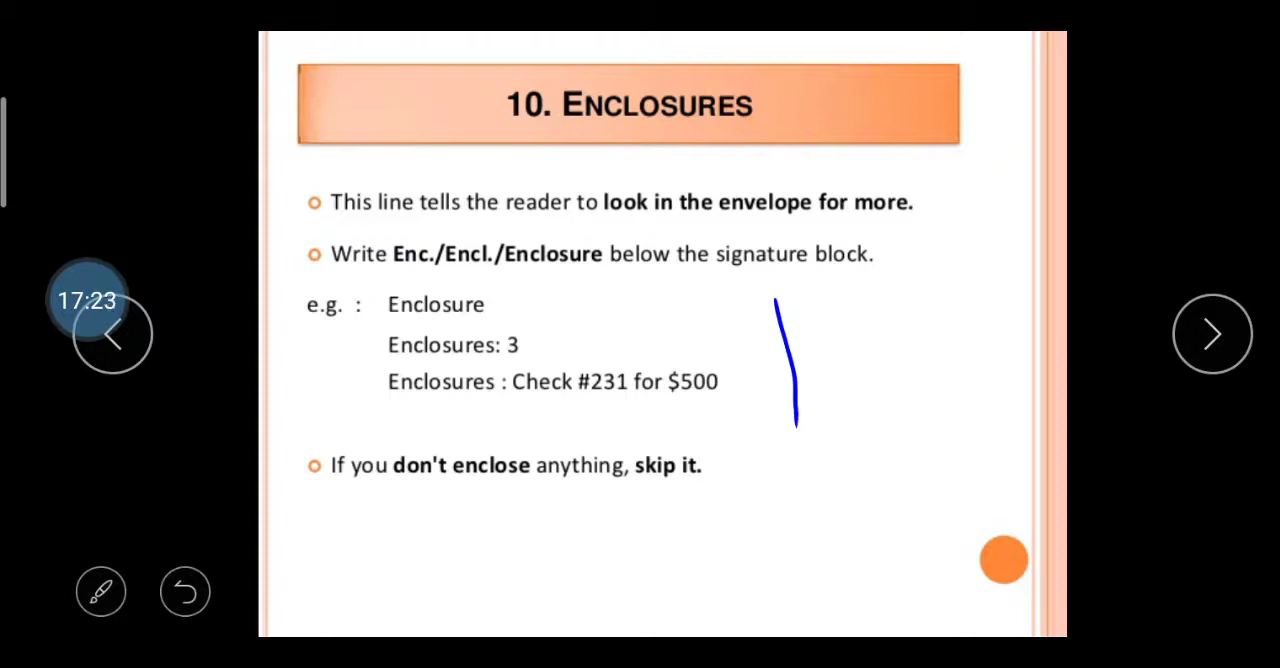 10. ENCLOSURES
This line tells the reader to look in the envelope for more.
Write Enc./Encl./Enclosure below the signature block.
17:23
e.g. : Enclosure
Enclosures: 3
Enclosures : Check #231 for $500
If you don't enclose anything, skip it.